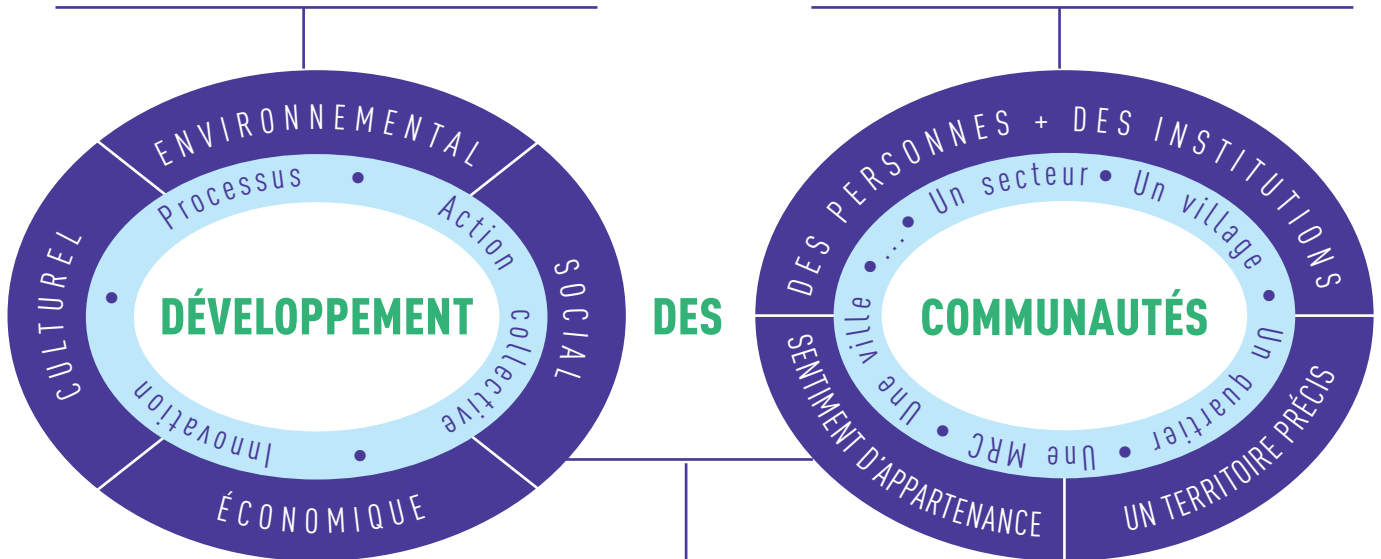 ENVIRONNEMENTAL
SOCIAL
ÉCONOMIQUE
CULTUREL
Processus • Action collective • Innovation •
DÉVELOPPEMENT
DES
DES PERSONNES + DES INSTITUTIONS
UN TERRITOIRE PRÉCIS
SENTIMENT D'APPARTENANCE
Un secteur • Un village • Un quartier • Une MRC • Une ville • ... •
COMMUNAUTÉS